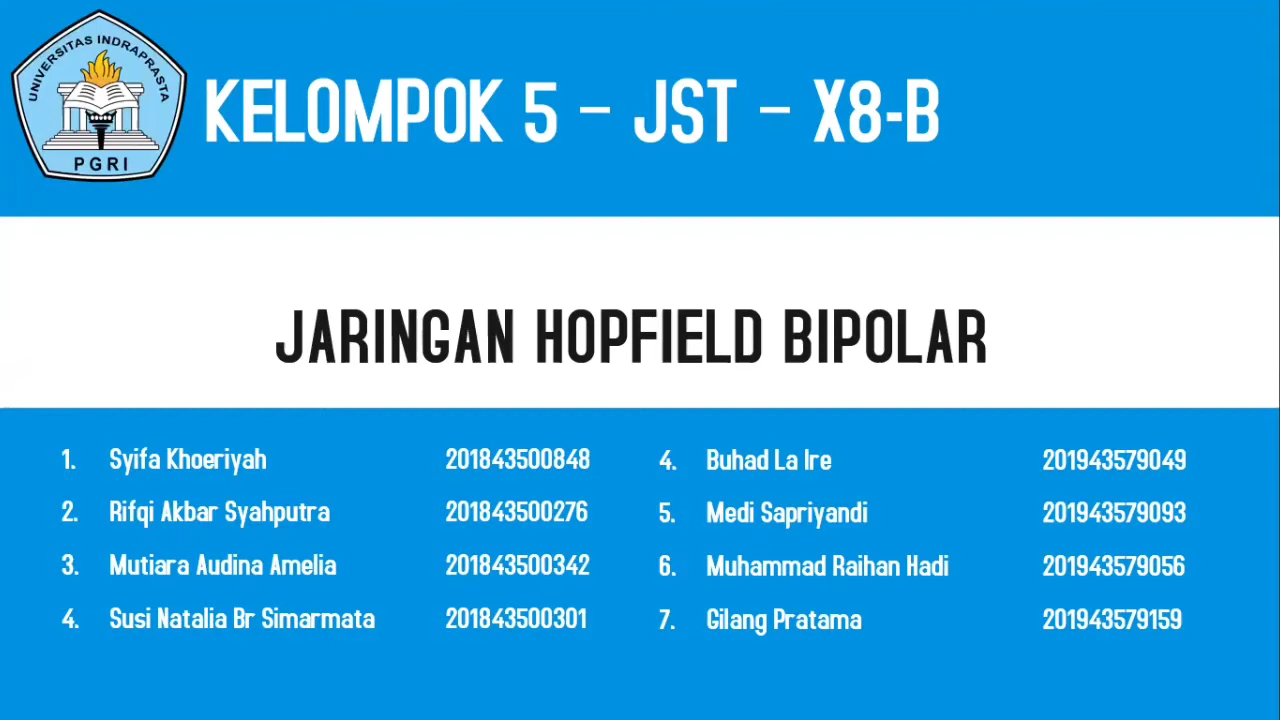 UNIVERSITAS INDRAPRASTA
PGRI
KELOMPOK 5 – JST – X8-B
JARINGAN HOPFIELD BIPOLAR
1. Syifa Khoeriyah 201843500848
2. Rifqi Akbar Syahputra 201843500276
3. Mutiara Audina Amelia 201843500342
4. Susi Natalia Br Simarmata 201843500301
4. Buhad La Ire 201943579049
5. Medi Sapriyandi 201943579093
6. Muhammad Raihan Hadi 201943579056
7. Gilang Pratama 201943579159